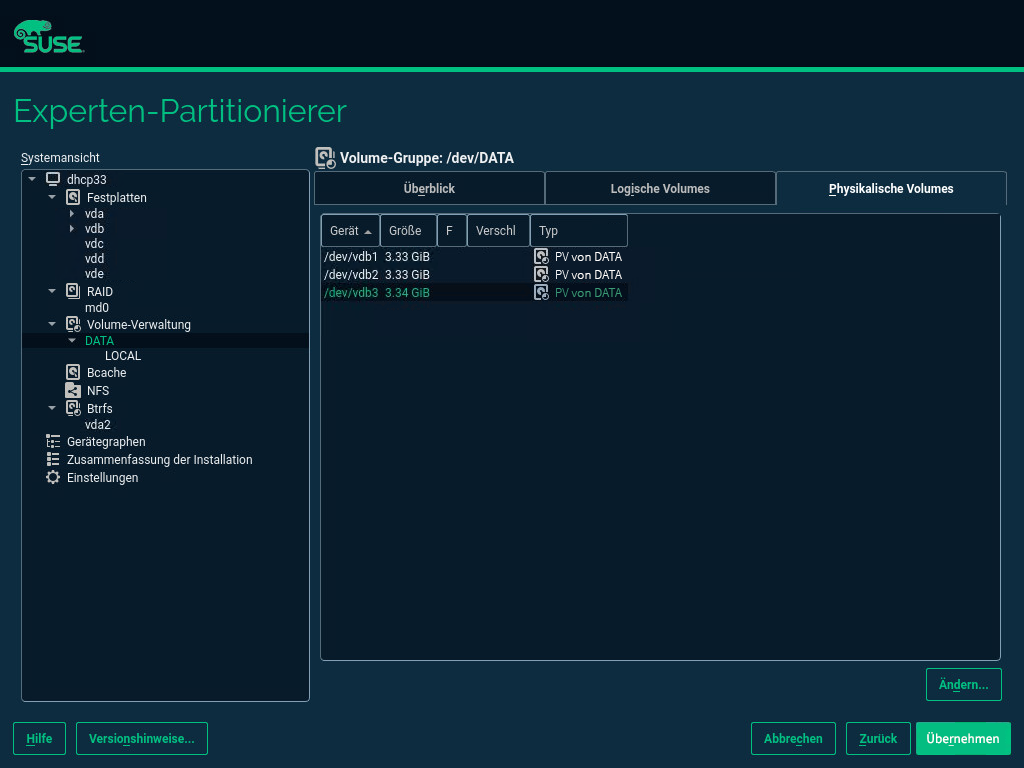 SUSE
Experten-Partitionierer
Systemansicht
dhcp33
Festplatten
vda
vdb
vdc
vdd
vde
RAID
md0
Volume-Verwaltung
DATA
LOCAL
Bcache
NFS
Btrfs
vda2
Gerätegraphen
Zusammenfassung der Installation
Einstellungen
Volume-Gruppe: /dev/DATA
Überblick Logische Volumes Physikalische Volumes
Gerät Größe F Verschl Typ
/dev/vdb1 3.33 GiB PV von DATA
/dev/vdb2 3.33 GiB PV von DATA
/dev/vdb3 3.34 GiB PV von DATA
Ändern...
Hilfe Versionshinweise... Abbrechen Zurück Übernehmen